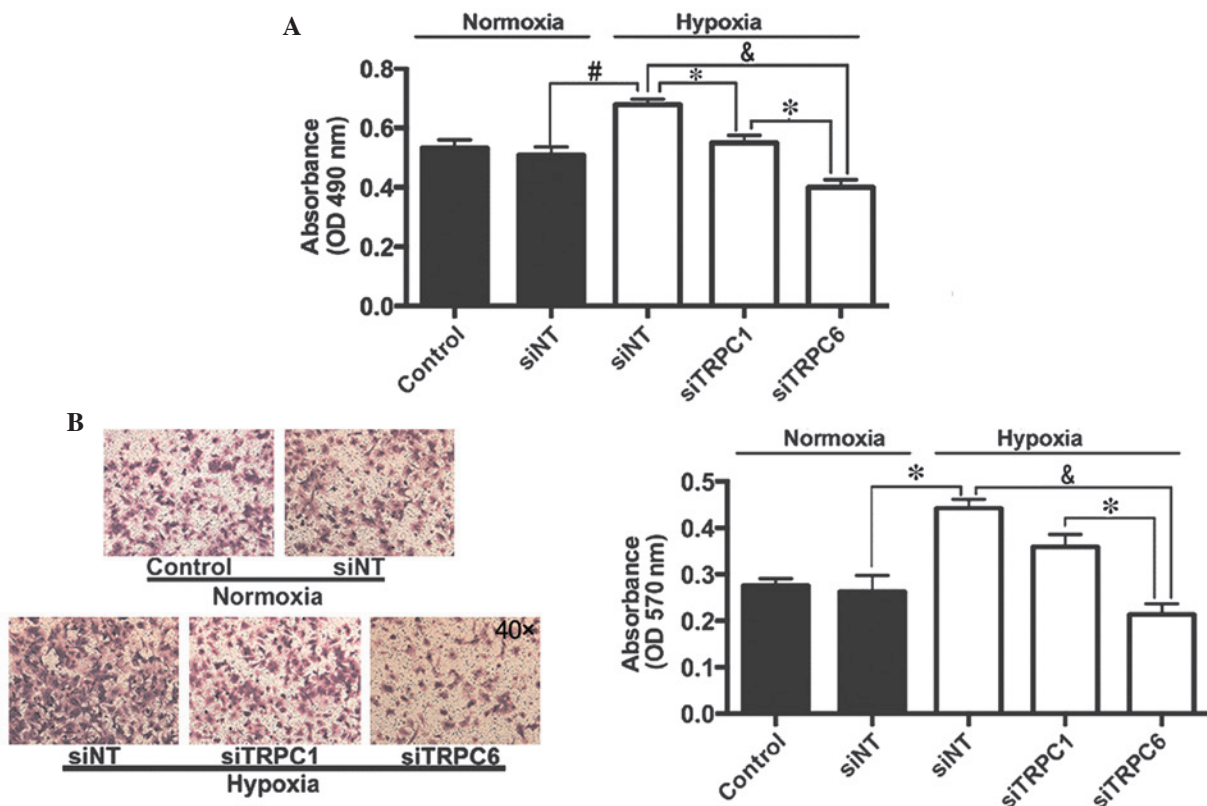 A
Normoxia Hypoxia
&
# * *
0.8
0.6
0.4
0.2
0.0
Absorbance
(OD 490 nm)
Control siNT siNT siTRPC1 siTRPC6
B
Control siNT
Normoxia
40×
siNT siTRPC1 siTRPC6
Hypoxia
Normoxia Hypoxia
* & *
0.5
0.4
0.3
0.2
0.1
0.0
Absorbance
(OD 570 nm)
Control siNT siNT siTRPC1 siTRPC6